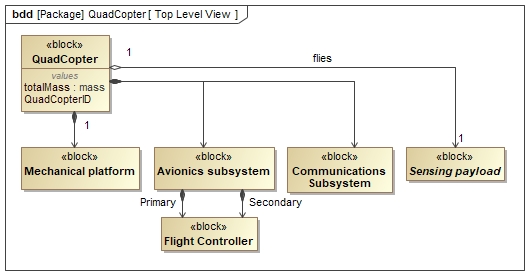 bdd [Package] QuadCopter [ Top Level View ]
«block»
QuadCopter
values
totalMass : mass
QuadCopterID
1
flies
1
1
«block»
Mechanical platform
«block»
Avionics subsystem
«block»
Communications
Subsystem
«block»
Sensing payload
Primary
Secondary
«block»
Flight Controller